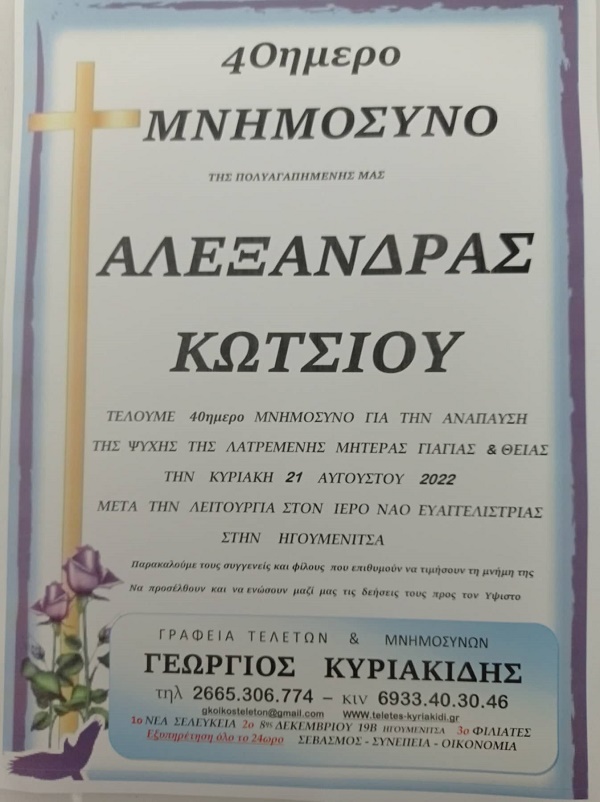 40ημερο
ΜΝΗΜΟΣΥΝΟ
ΤΗΣ ΠΟΛΥΑΓΑΠΗΜΕΝΗΣ ΜΑΣ
ΑΛΕΞΑΝΔΡΑΣ
ΚΩΤΣΙΟΥ
ΤΕΛΟΥΜΕ 40ημερο ΜΝΗΜΟΣΥΝΟ ΓΙΑ ΤΗΝ ΑΝΑΠΑΥΣΗ
ΤΗΣ ΨΥΧΗΣ ΤΗΣ ΛΑΤΡΕΜΕΝΗΣ ΜΗΤΕΡΑΣ ΓΙΑΓΙΑΣ & ΘΕΙΑΣ
ΤΗΝ ΚΥΡΙΑΚΗ 21 ΑΥΓΟΥΣΤΟΥ 2022
ΜΕΤΑ ΤΗΝ ΛΕΙΤΟΥΡΓΙΑ ΣΤΟΝ ΙΕΡΟ ΝΑΟ ΕΥΑΓΓΕΛΙΣΤΡΙΑΣ
ΣΤΗΝ ΗΓΟΥΜΕΝΙΤΣΑ
Παρακαλούμε τους συγγενείς και φίλους που επιθυμούν να τιμήσουν τη μνήμη της
Να προσέλθουν και να ενώσουν μαζί μας τις δεήσεις τους προς τον Υψιστο
ΓΡΑΦΕΙΑ ΤΕΛΕΤΩΝ & ΜΝΗΜΟΣΥΝΩΝ
ΓΕΩΡΓΙΟΣ ΚΥΡΙΑΚΙΔΗΣ
τηλ 2665.306.774 – κιν 6933.40.30.46
gkoikosteleton@gmail.com WWW.teletes-kyriakidi.gr
1ο ΝΕΑ ΣΕΛΕΥΚΕΙΑ 2ο 8ης ΔΕΚΕΜΒΡΙΟΥ 19Β ΗΓΟΥΜΕΝΙΤΣΑ 3ο ΦΙΛΙΑΤΕΣ
Εξυπηρέτηση όλο το 24ωρο ΣΕΒΑΣΜΟΣ - ΣΥΝΕΠΕΙΑ - ΟΙΚΟΝΟΜΙΑ